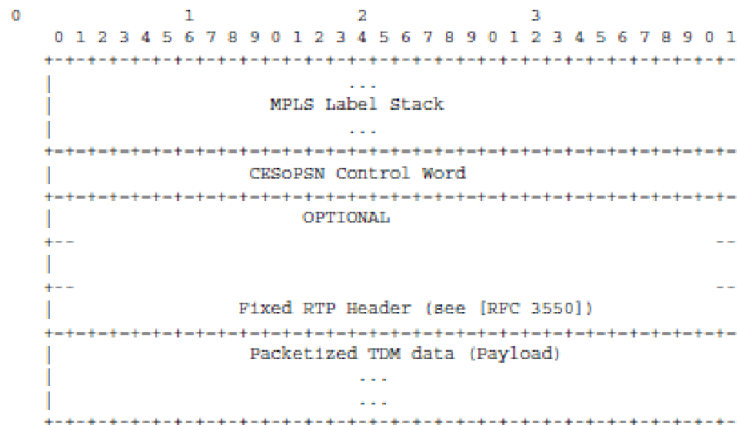 0                   1                   2                   3
    0 1 2 3 4 5 6 7 8 9 0 1 2 3 4 5 6 7 8 9 0 1 2 3 4 5 6 7 8 9 0 1
   +-+-+-+-+-+-+-+-+-+-+-+-+-+-+-+-+-+-+-+-+-+-+-+-+-+-+-+-+-+-+-+-
   |                           ...
   |                    MPLS Label Stack
   |                           ...
   +-+-+-+-+-+-+-+-+-+-+-+-+-+-+-+-+-+-+-+-+-+-+-+-+-+-+-+-+-+-+-+-
   |                  CESoPSN Control Word
   +-+-+-+-+-+-+-+-+-+-+-+-+-+-+-+-+-+-+-+-+-+-+-+-+-+-+-+-+-+-+-+-
   |                       OPTIONAL
   +--                                                           --
   |
   +--                                                           --
   |                 Fixed RTP Header (see [RFC 3550])
   +-+-+-+-+-+-+-+-+-+-+-+-+-+-+-+-+-+-+-+-+-+-+-+-+-+-+-+-+-+-+-+-
   |                  Packetized TDM data (Payload)
   |                            ...
   |                            ...
   +-+-+-+-+-+-+-+-+-+-+-+-+-+-+-+-+-+-+-+-+-+-+-+-+-+-+-+-+-+-+-+-